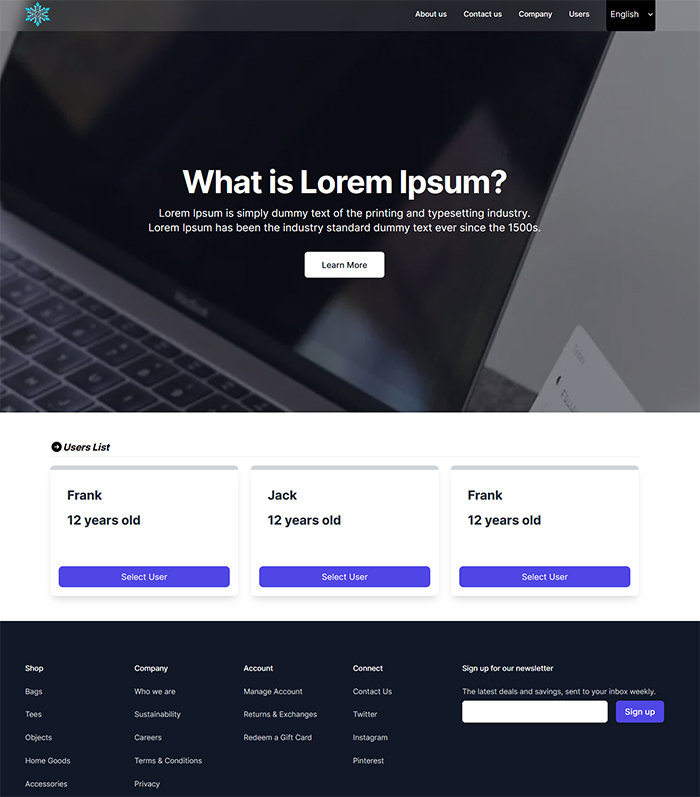 About us Contact us Company Users English
What is Lorem Ipsum?
Lorem Ipsum is simply dummy text of the printing and typesetting industry.
Lorem Ipsum has been the industry standard dummy text ever since the 1500s.
Learn More
Users List
Frank
12 years old
Select User
Jack
12 years old
Select User
Frank
12 years old
Select User
Shop
Bags
Tees
Objects
Home Goods
Accessories
Company
Who we are
Sustainability
Careers
Terms & Conditions
Privacy
Account
Manage Account
Returns & Exchanges
Redeem a Gift Card
Connect
Contact Us
Twitter
Instagram
Pinterest
Sign up for our newsletter
The latest deals and savings, sent to your inbox weekly.
Sign up